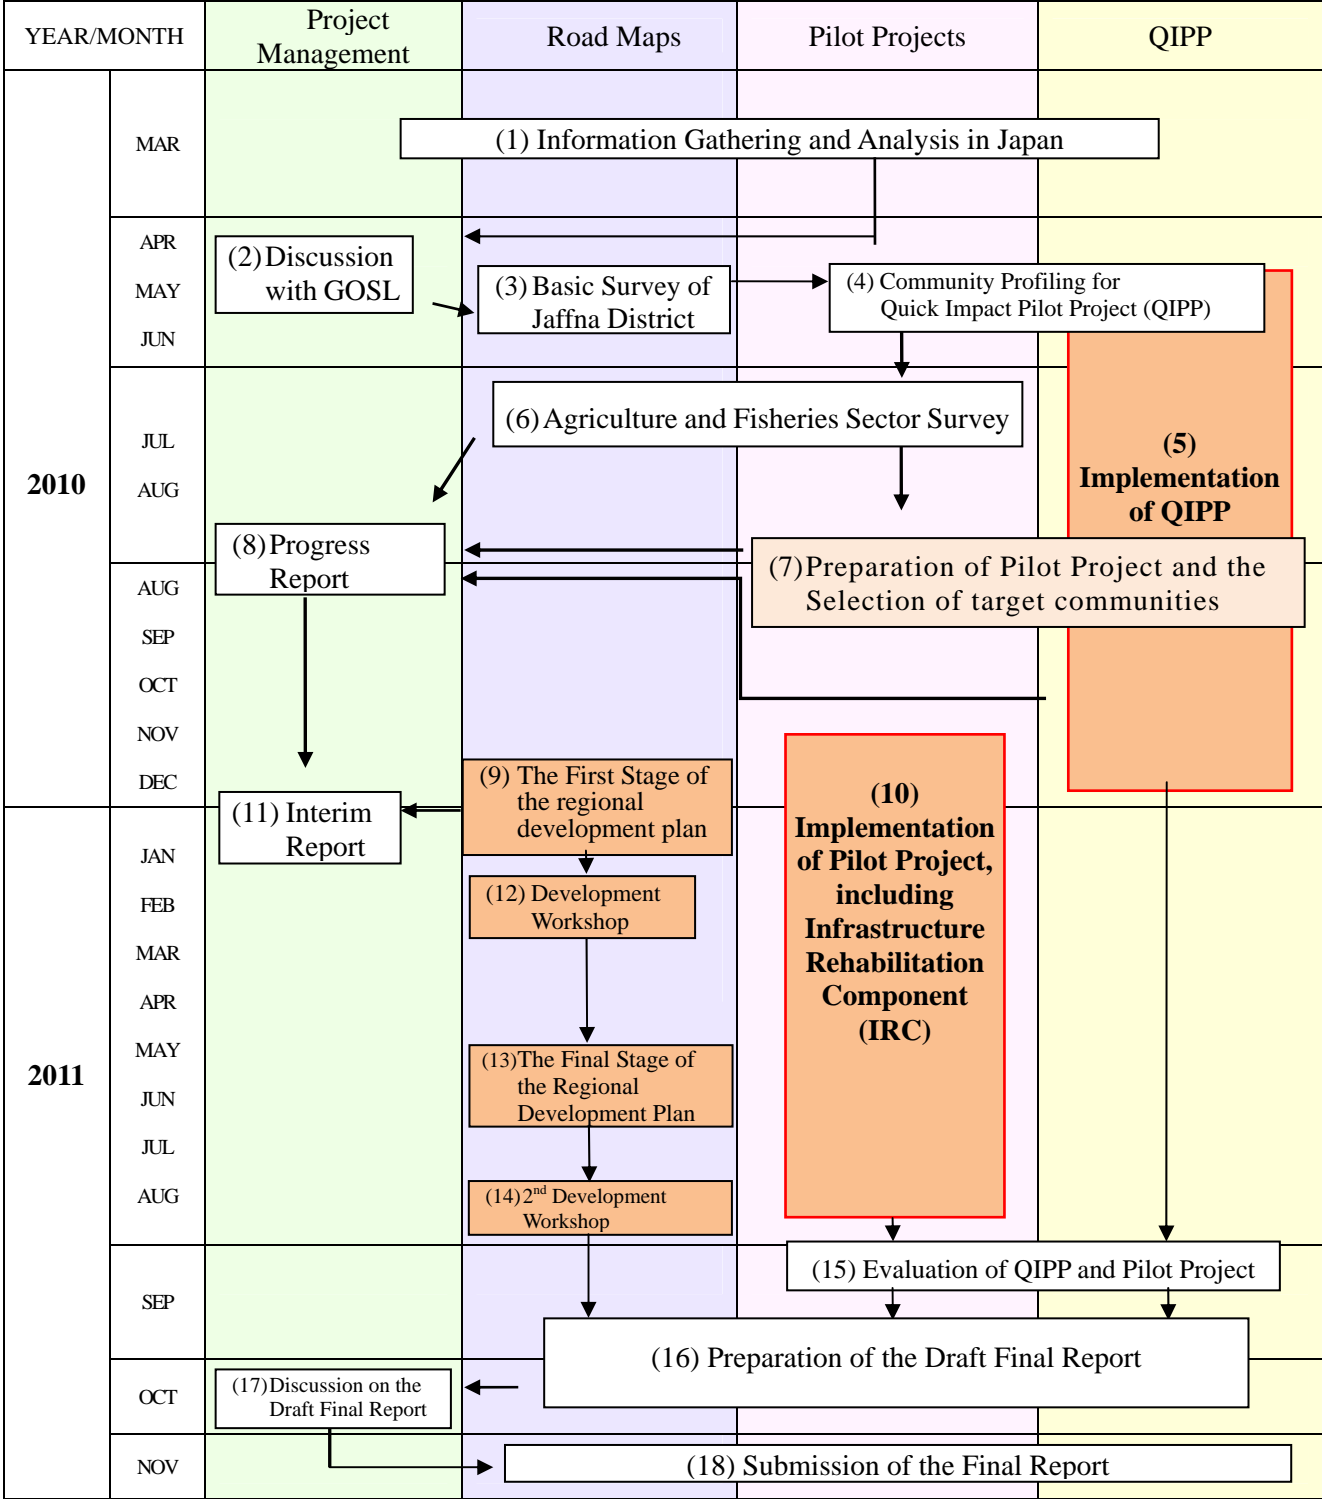 YEAR/MONTH
Project
Management
Road Maps
Pilot Projects
QIPP
2010
MAR
(1) Information Gathering and Analysis in Japan
APR
MAY
JUN
(2) Discussion
with GOSL
(3) Basic Survey of
Jaffna District
(4) Community Profiling for
Quick Impact Pilot Project (QIPP)
(5)
Implementation
of QIPP
JUL
AUG
(6) Agriculture and Fisheries Sector Survey
(7) Preparation of Pilot Project and the
Selection of target communities
(8) Progress
Report
AUG
SEP
OCT
NOV
DEC
(9) The First Stage of
the regional
development plan
(10)
Implementation
of Pilot Project,
including
Infrastructure
Rehabilitation
Component
(IRC)
(11) Interim
Report
2011
JAN
FEB
MAR
APR
MAY
JUN
JUL
AUG
(12) Development
Workshop
(13) The Final Stage of
the Regional
Development Plan
(14) 2nd Development
Workshop
SEP
(15) Evaluation of QIPP and Pilot Project
(16) Preparation of the Draft Final Report
OCT
(17) Discussion on the
Draft Final Report
NOV
(18) Submission of the Final Report